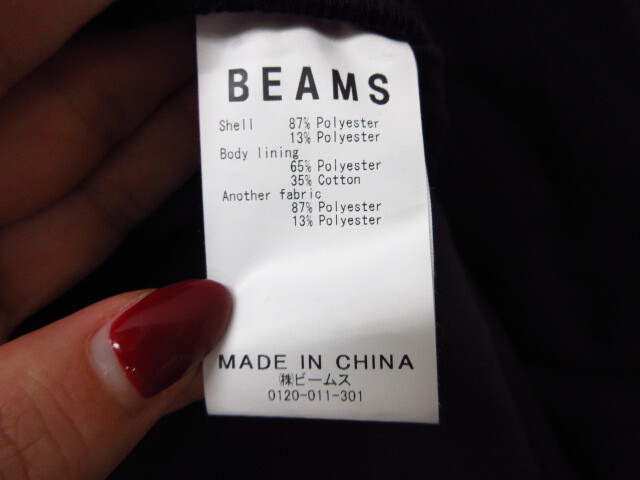 BEAMS
Shell 87% Polyester
13% Polyester
Body lining
65% Polyester
35% Cotton
Another fabric
87% Polyester
13% Polyester
MADE IN CHINA
㈱ビームス
0120-011-301